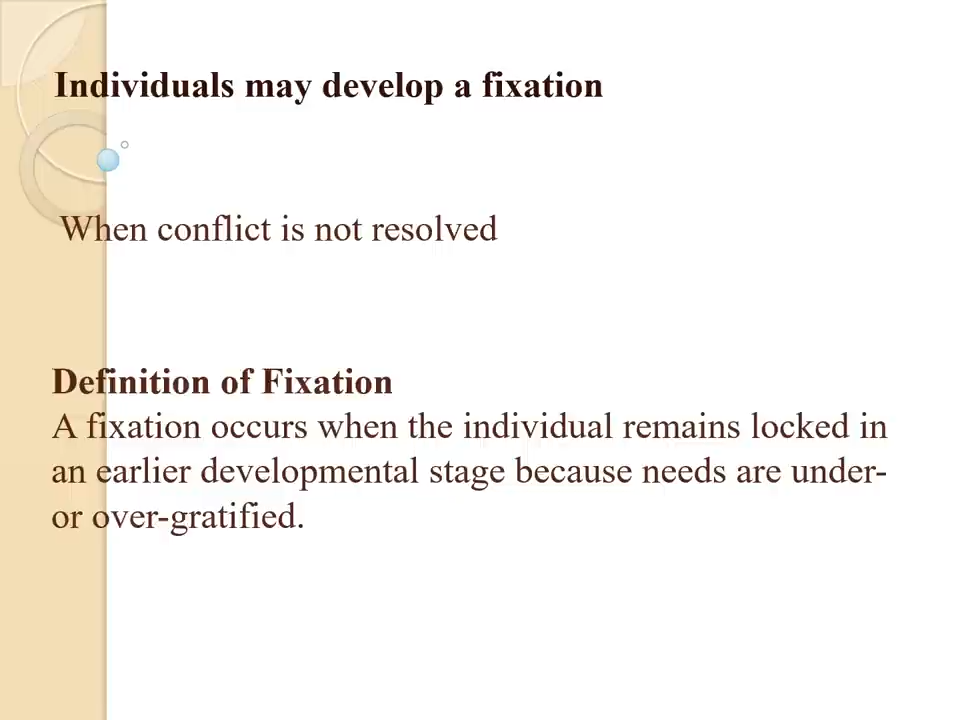 Individuals may develop a fixation
When conflict is not resolved
Definition of Fixation
A fixation occurs when the individual remains locked in
an earlier developmental stage because needs are under-
or over-gratified.